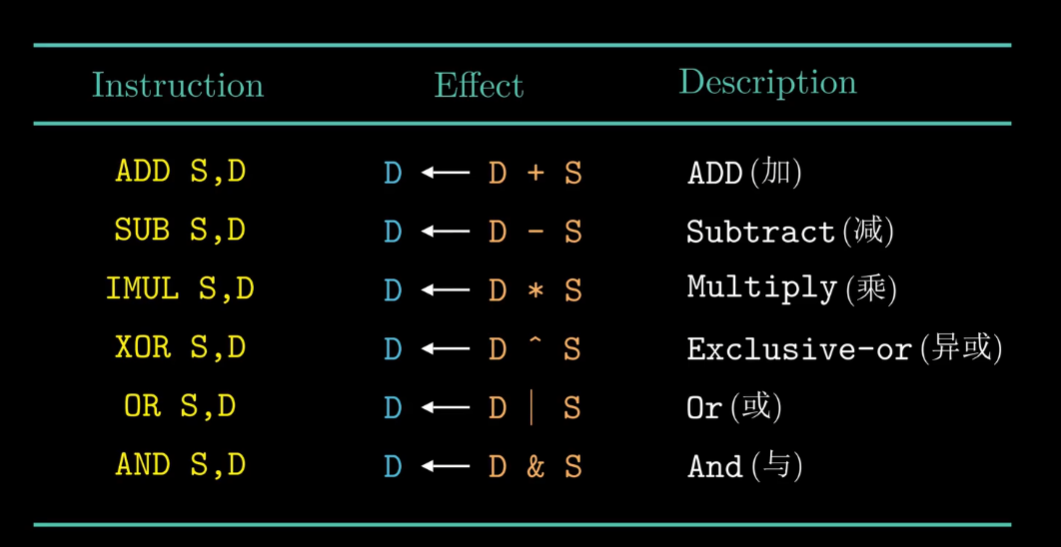 Instruction Effect Description
ADD S,D D ← D + S ADD(加)
SUB S,D D ← D - S Subtract(减)
IMUL S,D D ← D * S Multiply(乘)
XOR S,D D ← D ^ S Exclusive-or(异或)
OR S,D D ← D | S Or(或)
AND S,D D ← D & S And(与)